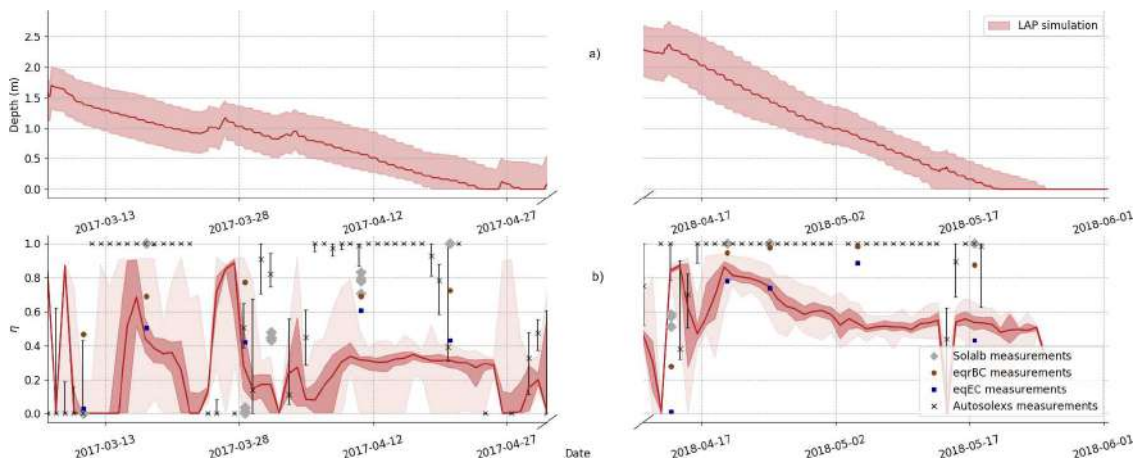 2.5
2.0
1.5
1.0
0.5
0.0
Depth (m)
a)
LAP simulation
2017-03-13
2017-03-28
2017-04-12
2017-04-27
2018-04-17
2018-05-02
2018-05-17
2018-06-01
1.0
0.8
0.6
0.4
0.2
0.0
η
b)
Solalb measurements
eqrBC measurements
eqEC measurements
Autosolexs measurements
2017-03-13
2017-03-28
2017-04-12
2017-04-27
Date
2018-04-17
2018-05-02
2018-05-17
2018-06-01